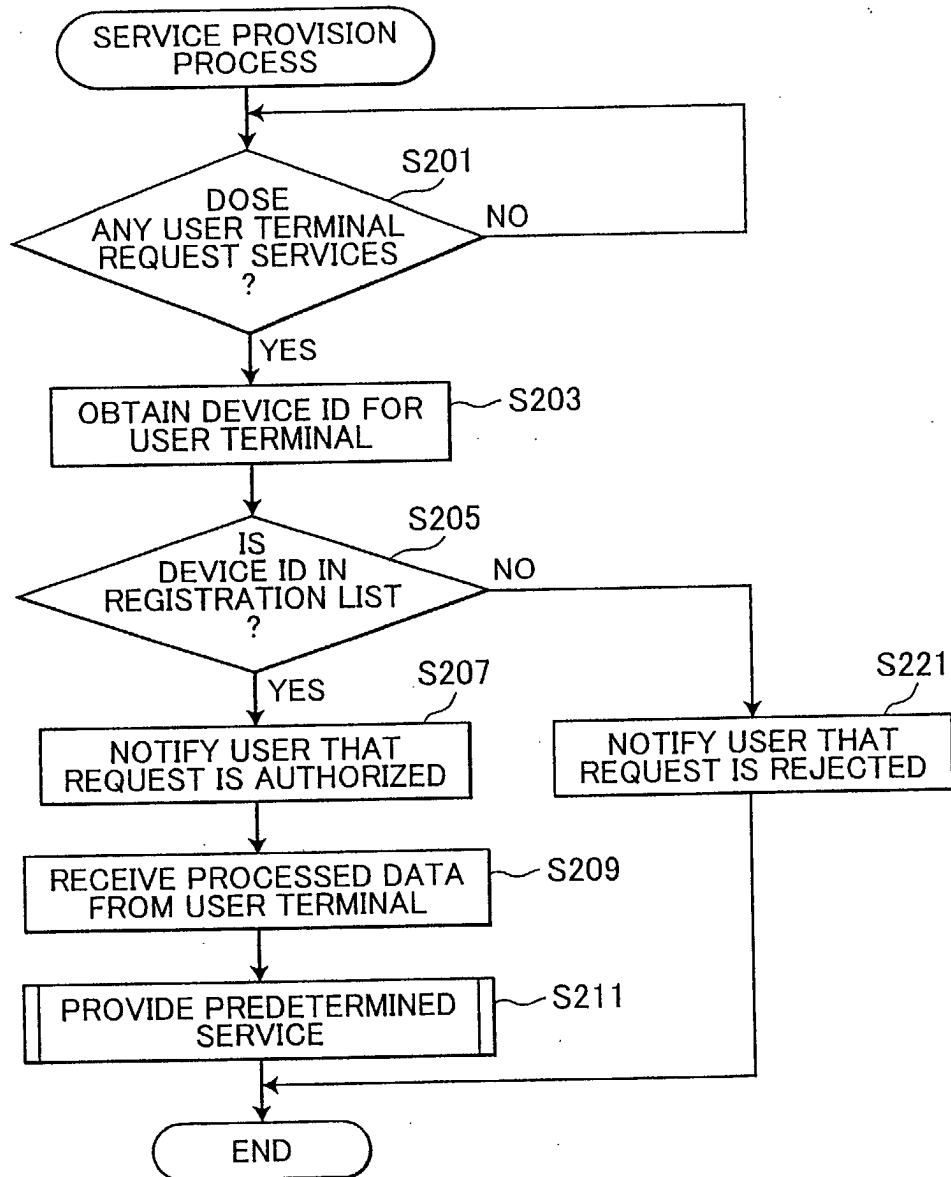 SERVICE PROVISION
PROCESS
S201
DOSE
ANY USER TERMINAL
REQUEST SERVICES
?
NO
YES
OBTAIN DEVICE ID FOR
USER TERMINAL
S203
S205
IS
DEVICE ID IN
REGISTRATION LIST
?
NO
YES
S207
NOTIFY USER THAT
REQUEST IS AUTHORIZED
S221
NOTIFY USER THAT
REQUEST IS REJECTED
RECEIVE PROCESSED DATA
FROM USER TERMINAL
S209
PROVIDE PREDETERMINED
SERVICE
S211
END